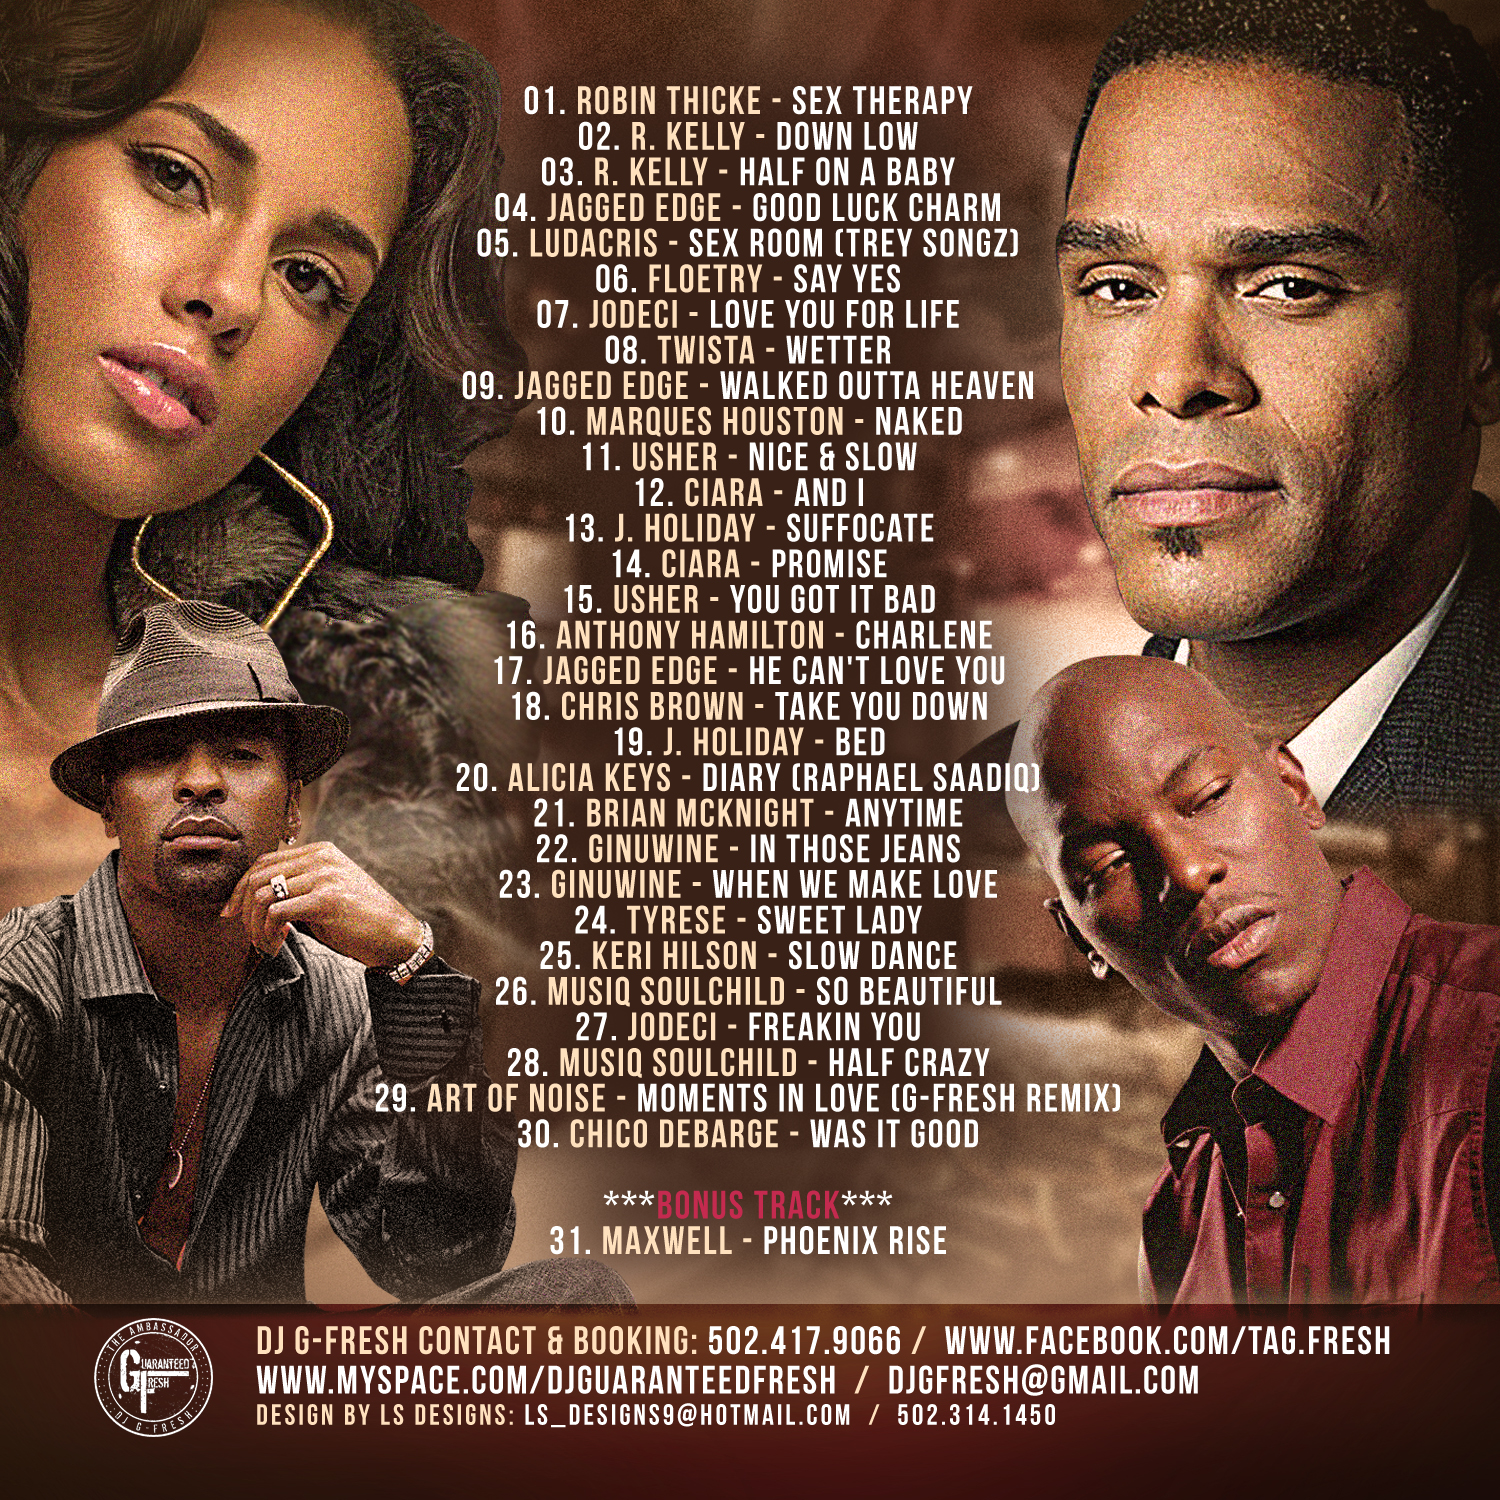 01. ROBIN THICKE - SEX THERAPY
02. R. KELLY - DOWN LOW
03. R. KELLY - HALF ON A BABY
04. JAGGED EDGE - GOOD LUCK CHARM
05. LUDACRIS - SEX ROOM (TREY SONGZ)
06. FLOETRY - SAY YES
07. JODECI - LOVE YOU FOR LIFE
08. TWISTA - WETTER
09. JAGGED EDGE - WALKED OUTTA HEAVEN
10. MARQUES HOUSTON - NAKED
11. USHER - NICE & SLOW
12. CIARA - AND I
13. J. HOLIDAY - SUFFOCATE
14. CIARA - PROMISE
15. USHER - YOU GOT IT BAD
16. ANTHONY HAMILTON - CHARLENE
17. JAGGED EDGE - HE CAN'T LOVE YOU
18. CHRIS BROWN - TAKE YOU DOWN
19. J. HOLIDAY - BED
20. ALICIA KEYS - DIARY (RAPHAEL SAADIQ)
21. BRIAN MCKNIGHT - ANYTIME
22. GINUWINE - IN THOSE JEANS
23. GINUWINE - WHEN WE MAKE LOVE
24. TYRESE - SWEET LADY
25. KERI HILSON - SLOW DANCE
26. MUSIQ SOULCHILD - SO BEAUTIFUL
27. JODECI - FREAKIN YOU
28. MUSIQ SOULCHILD - HALF CRAZY
29. ART OF NOISE - MOMENTS IN LOVE (G-FRESH REMIX)
30. CHICO DEBARGE - WAS IT GOOD
***BONUS TRACK***
31. MAXWELL - PHOENIX RISE
THE AMBASSADOR
GUARANTEED
FRESH
DJ G-FRESH
DJ G-FRESH CONTACT & BOOKING: 502.417.9066 / WWW.FACEBOOK.COM/TAG.FRESH
WWW.MYSPACE.COM/DJGUARANTEEDFRESH / DJGFRESH@GMAIL.COM
DESIGN BY LS DESIGNS: LS_DESIGNS9@HOTMAIL.COM / 502.314.1450